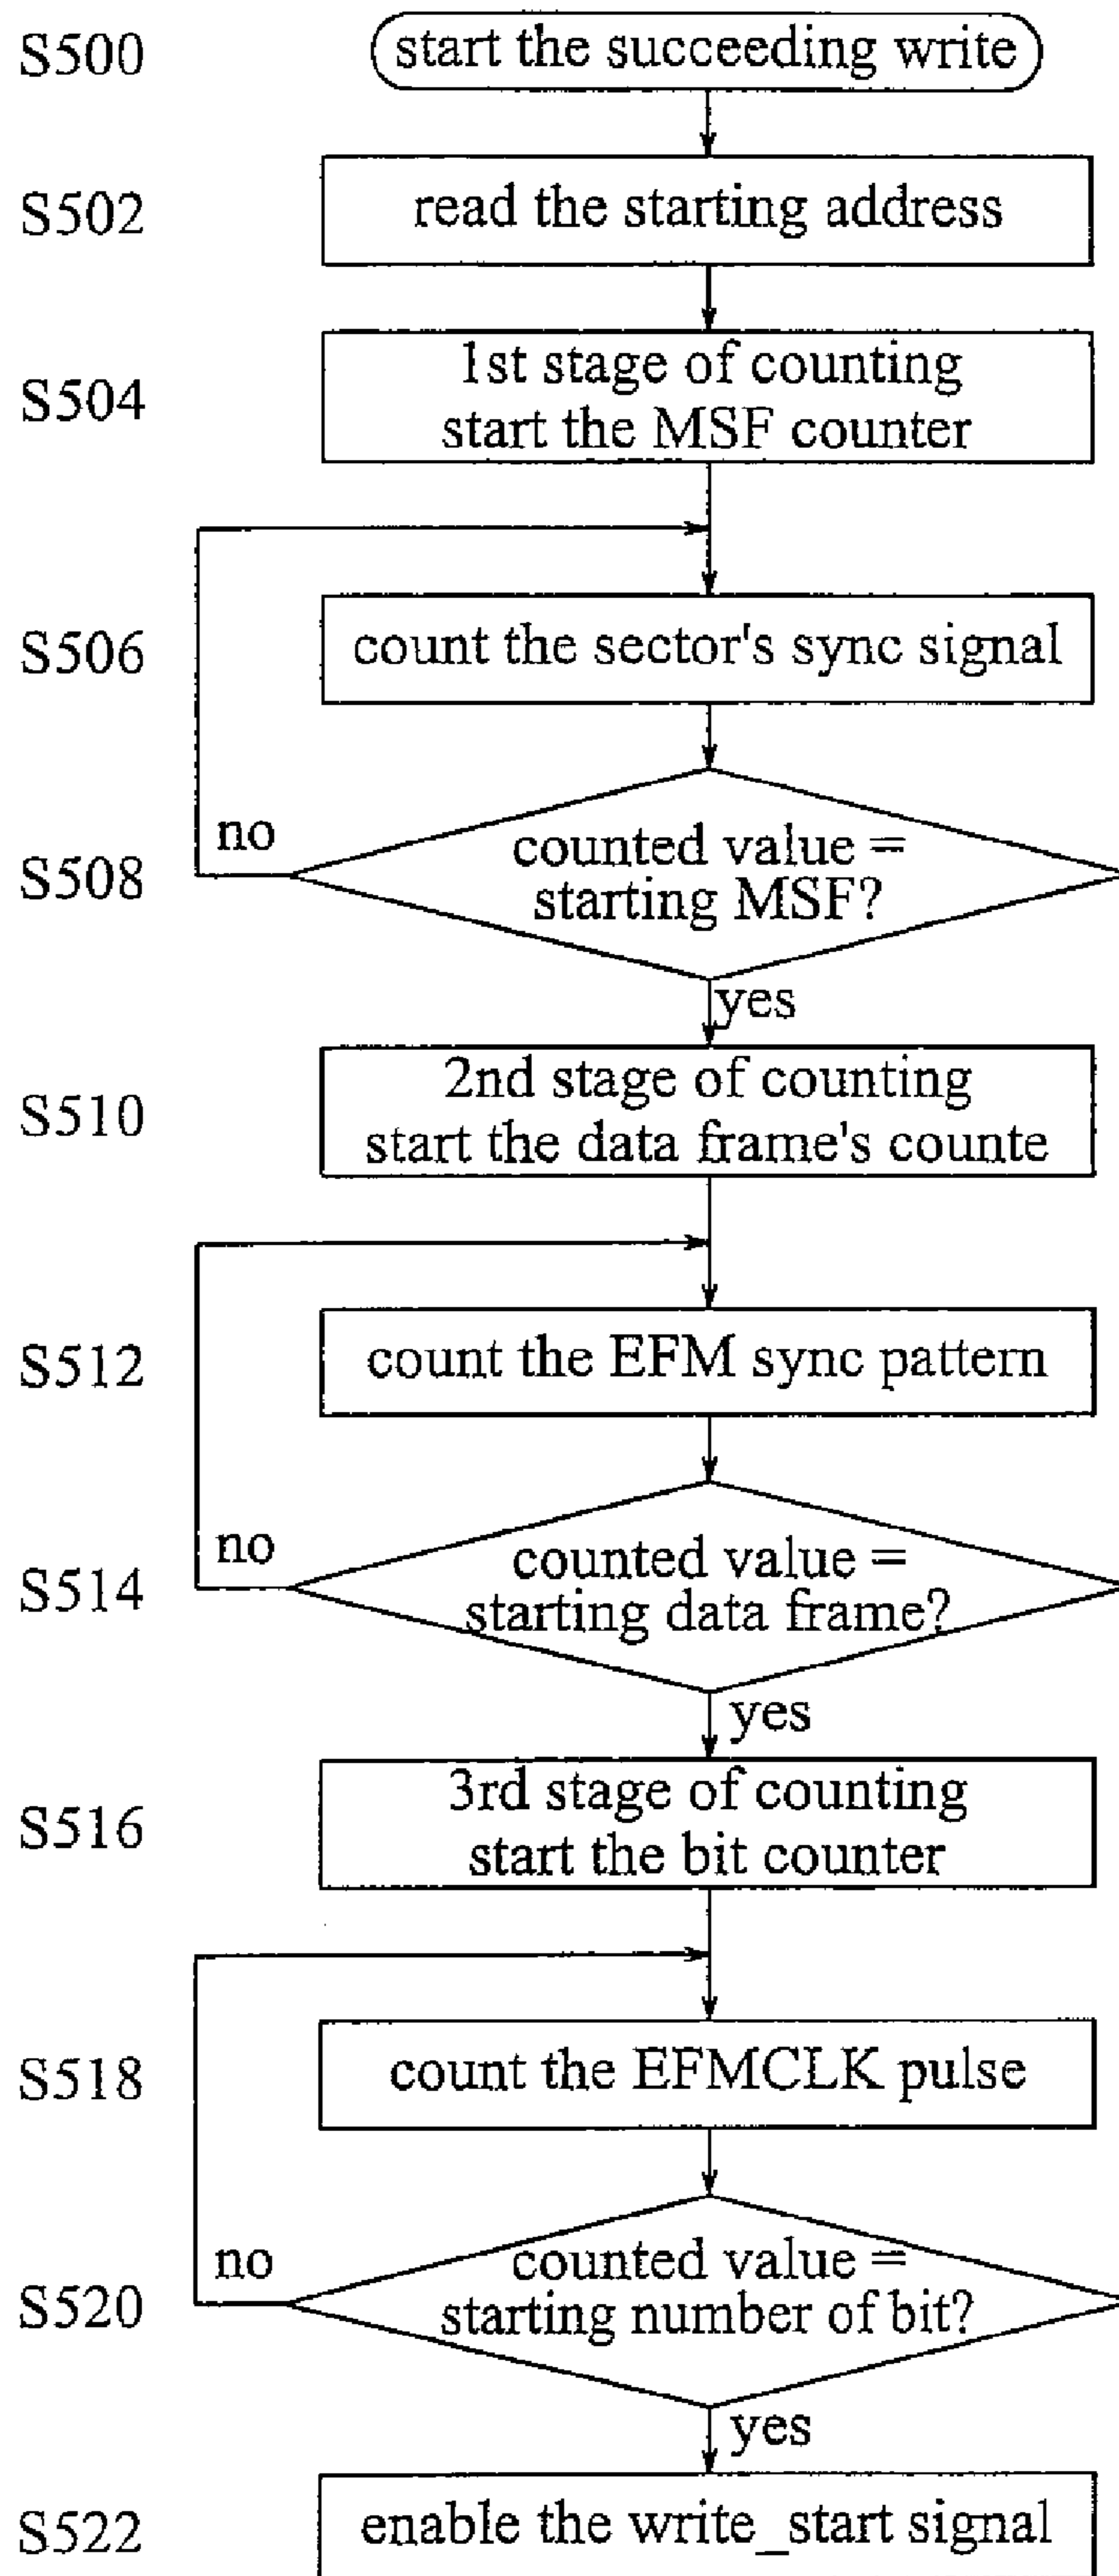 S500 start the succeeding write
S502 read the starting address
S504 1st stage of counting
start the MSF counter
S506 count the sector's sync signal
no
S508 counted value =
starting MSF?
yes
S510 2nd stage of counting
start the data frame's counte
S512 count the EFM sync pattern
no
S514 counted value =
starting data frame?
yes
S516 3rd stage of counting
start the bit counter
S518 count the EFMCLK pulse
no
S520 counted value =
starting number of bit?
yes
S522 enable the write_start signal